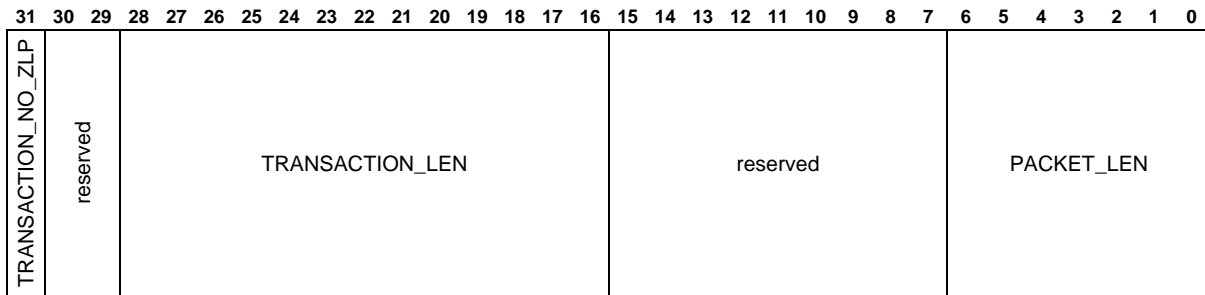 31 30 29 28 27 26 25 24 23 22 21 20 19 18 17 16 15 14 13 12 11 10 9 8 7 6 5 4 3 2 1 0
TRANSACTION_NO_ZLP
reserved
TRANSACTION_LEN
reserved
PACKET_LEN